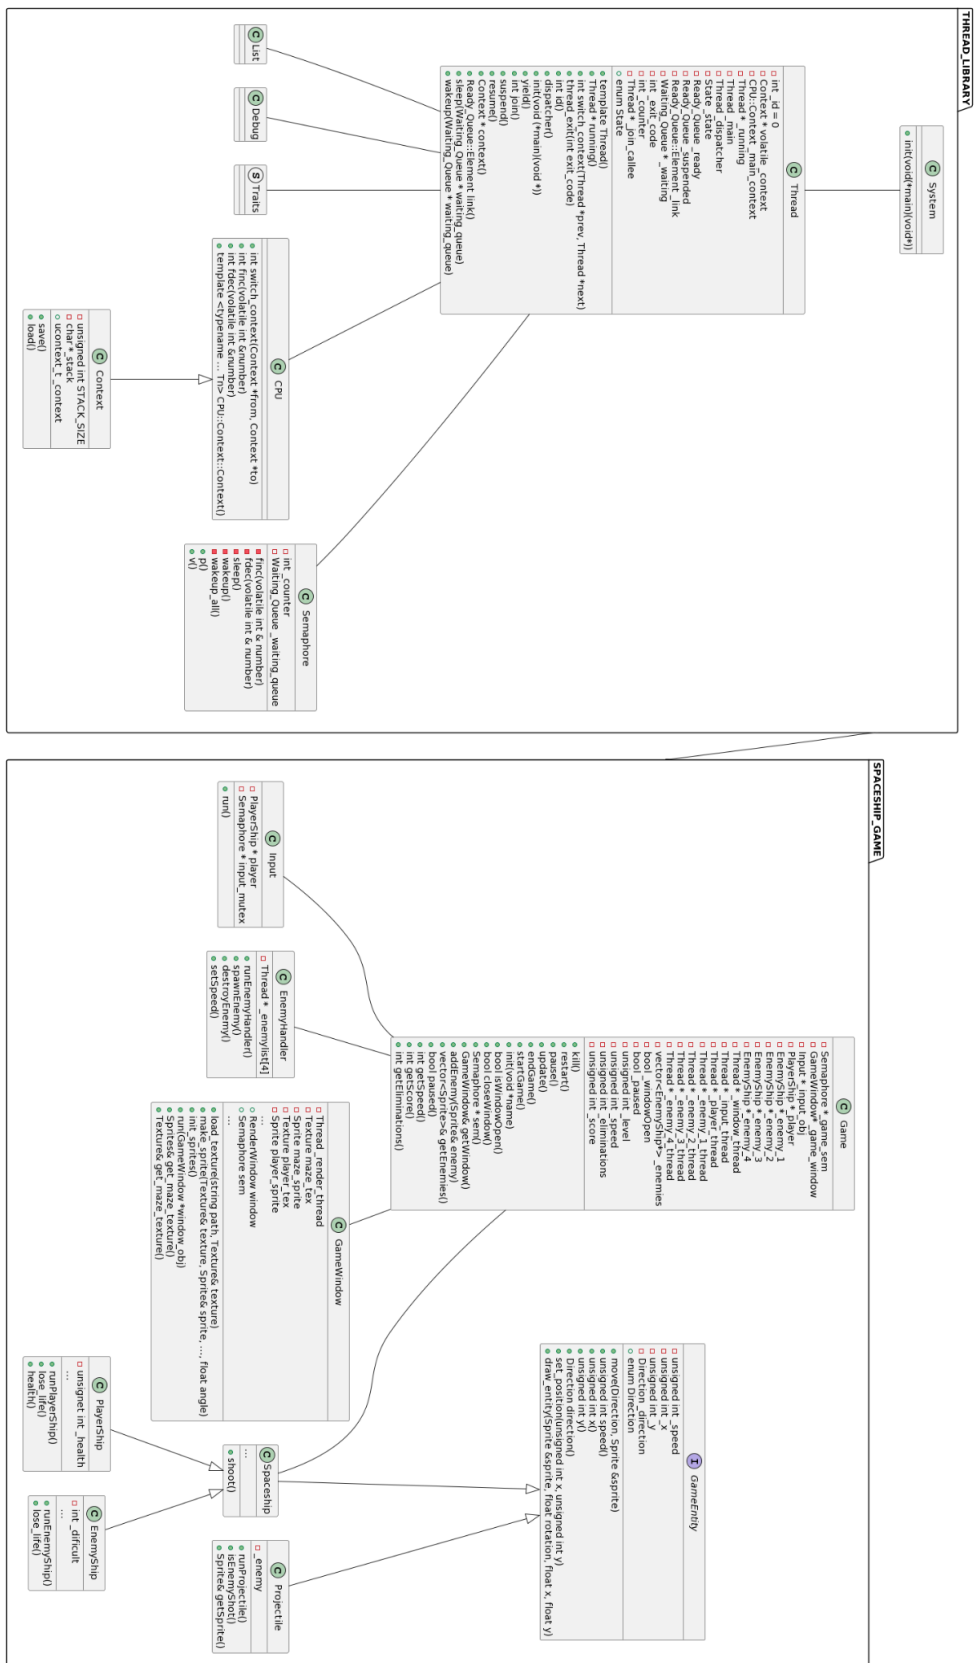 THREAD_LIBRARY
C System
init(void(*main)(void*))
C Thread
int _id = 0
Context * volatile _context
CPU::Context _main_context
Thread * _running
Thread _main
Thread _dispatcher
State _state
Ready_Queue _ready
Ready_Queue _suspended
Ready_Queue::Element _link
Waiting_Queue * _waiting
int _exit_code
int _counter
Thread * _join_callee
enum State
template Thread()
Thread * running()
int switch_context(Thread *prev, Thread *next)
thread_exit(int exit_code)
int id()
dispatcher()
init(void (*main)(void *))
yield()
int join()
suspend()
resume()
Context * context()
Ready_Queue::Element link()
sleep(Waiting_Queue * waiting_queue)
wakeup(Waiting_Queue * waiting_queue)
C List
C Debug
S Traits
C CPU
int switch_context(Context *from, Context *to)
int finc(volatile int &number)
int fdec(volatile int &number)
template <typename ... Tn> CPU::Context::Context()
C Context
unsigned int STACK_SIZE
char * _stack
ucontext_t _context
save()
load()
C Semaphore
int _counter
Waiting_Queue _waiting_queue
finc(volatile int & number)
fdec(volatile int & number)
sleep()
wakeup()
wakeup_all()
p()
v()
SPACESHIP_GAME
C Game
Semaphore * _game_sem
GameWindow* _game_window
Input * _input_obj
PlayerShip * _player
EnemyShip * _enemy_1
EnemyShip * _enemy_2
EnemyShip * _enemy_3
EnemyShip * _enemy_4
Thread * _window_thread
Thread * _input_thread
Thread * _player_thread
Thread * _enemy_1_thread
Thread * _enemy_2_thread
Thread * _enemy_3_thread
Thread * _enemy_4_thread
vector<EnemyShip**> _enemies
bool _windowOpen
bool _paused
unsigned int _level
unsigned int _speed
unsigned int _eliminations
unsigned int _score
kill()
restart()
pause()
update()
endGame()
startGame()
init(void *name)
bool isWindowOpen()
bool closeWindow()
Semaphore * sem()
GameWindow& getWindow()
addEnemy(Sprite& enemy)
vector<Sprite>& getEnemies()
bool paused()
int getSpeed()
int getScore()
int getEliminations()
C Input
PlayerShip * player
Semaphore * input_mutex
run()
C EnemyHandler
Thread * _enemylist[4]
runEnemyHandler()
spawnEnemy()
destroyEnemy()
setSpeed()
C GameWindow
Thread _render_thread
Texture maze_tex
Sprite maze_sprite
Texture player_tex
Sprite player_sprite
RenderWindow window
Semaphore sem
...
load_texture(string path, Texture& texture)
make_sprite(Texture& texture, Sprite& sprite, ..., float angle)
init_sprites()
run(GameWindow *window_obj)
Sprites& get_maze_texture()
Texture& get_maze_texture()
I GameEntity
unsigned int _speed
unsigned int _x
unsigned int _y
Direction _direction
enum Direction
move(Direction, Sprite &sprite)
unsigned int speed()
unsigned int x()
unsigned int y()
Direction direction()
set_position(unsigned int x, unsigned int y)
draw_entity(Sprite &sprite, float rotation, float x, float y)
C Spaceship
...
shoot()
C PlayerShip
unsignet int _health
...
runPlayerShip()
lose_life()
health()
C EnemyShip
int _dificult
...
runEnemyShip()
lose_life()
C Projectile
_enemy
runProjectile()
isEnemyShot()
Sprite& getSprite()